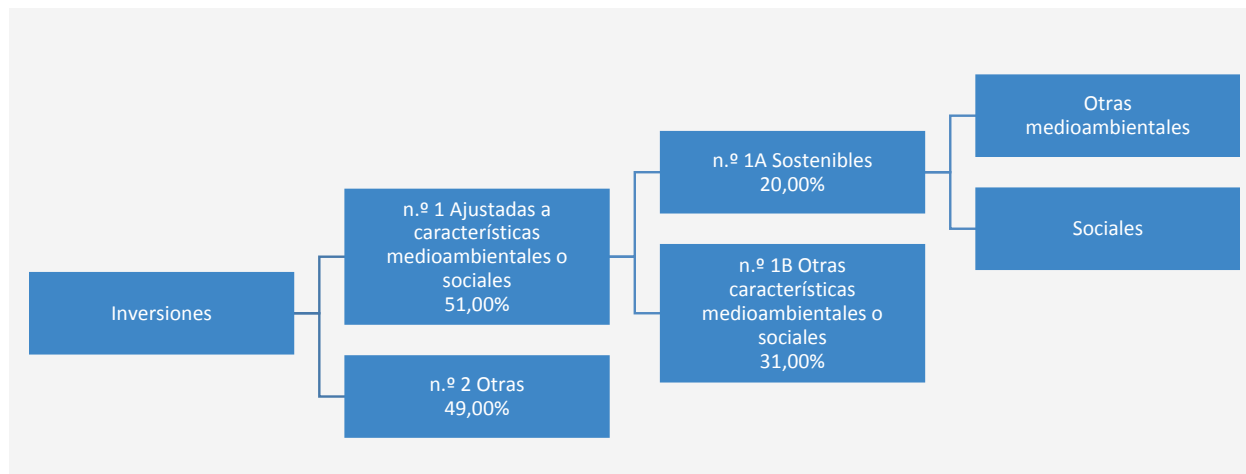 Inversiones
n.º 1 Ajustadas a
características
medioambientales o
sociales
51,00%
n.º 2 Otras
49,00%
n.º 1A Sostenibles
20,00%
n.º 1B Otras
características
medioambientales o
sociales
31,00%
Otras
medioambientales
Sociales